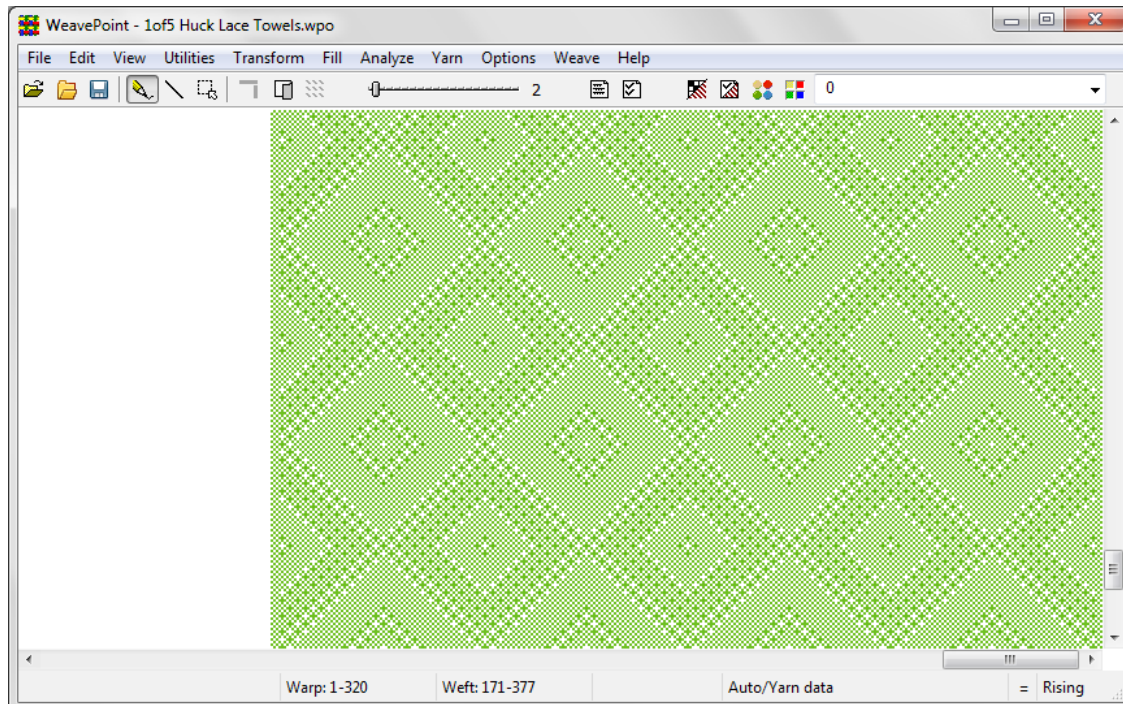 WeavePoint - 1of5 Huck Lace Towels.wpo
File Edit View Utilities Transform Fill Analyze Yarn Options Weave Help
2 0
Warp: 1-320 Weft: 171-377 Auto/Yarn data = Rising